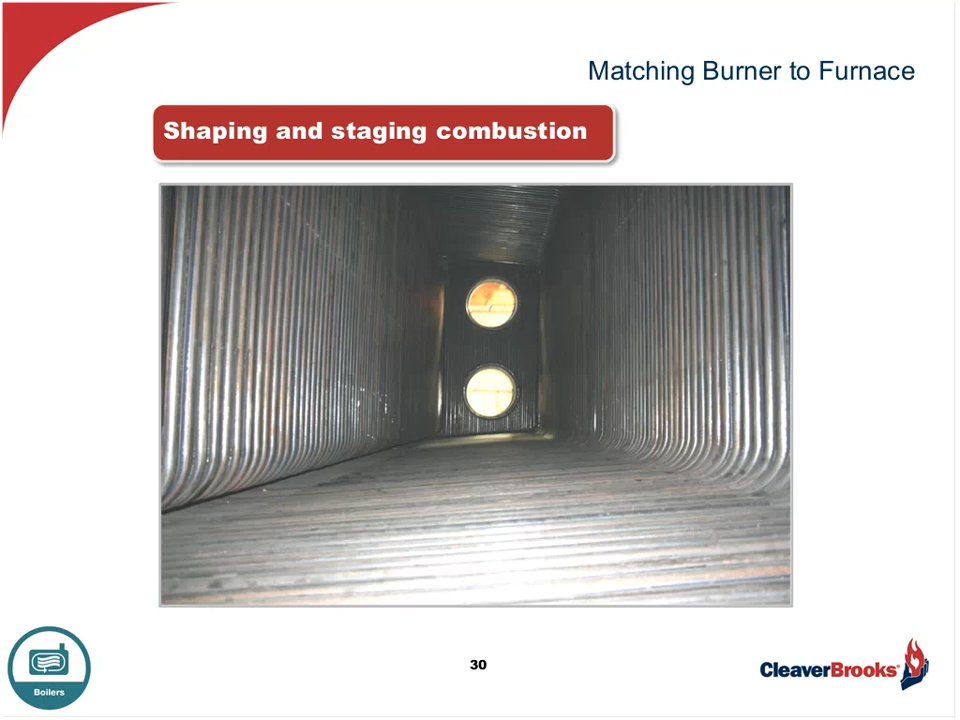 Matching Burner to Furnace
Shaping and staging combustion
Boilers
30
CleaverBrooks®